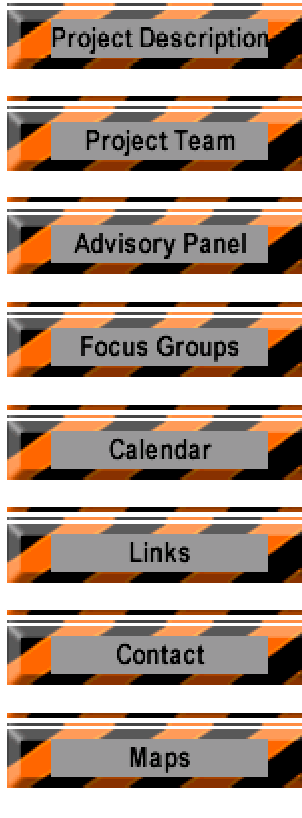 Project Description
Project Team
Advisory Panel
Focus Groups
Calendar
Links
Contact
Maps